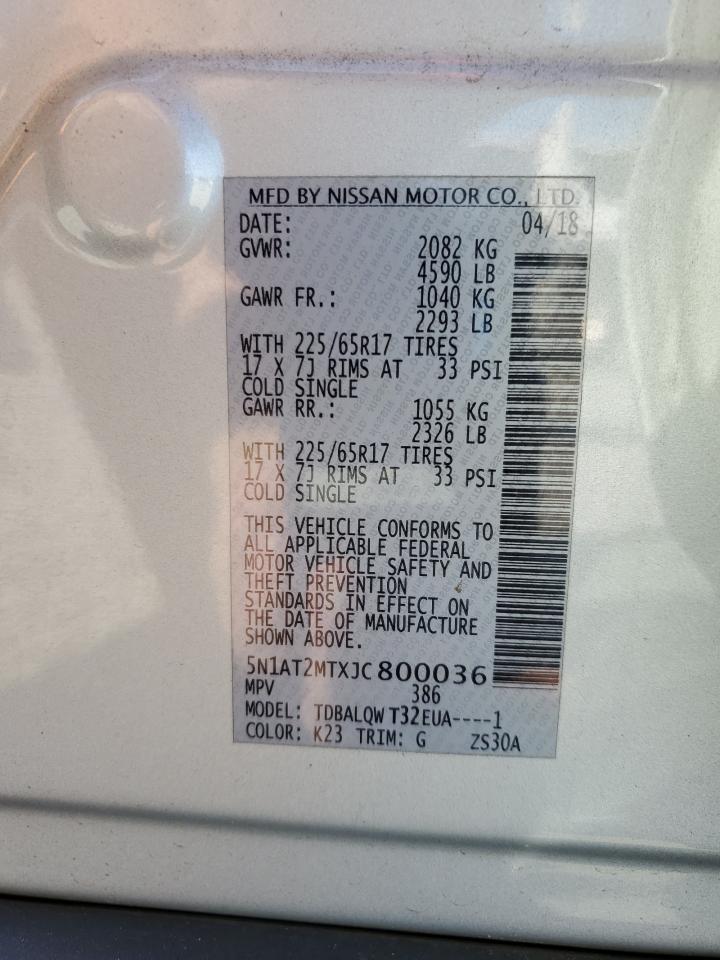 MFD BY NISSAN MOTOR CO., LTD.
DATE: 04/18
GVWR: 2082 KG
4590 LB
GAWR FR.: 1040 KG
2293 LB
WITH 225/65R17 TIRES
17 X 7J RIMS AT 33 PSI
COLD SINGLE
GAWR RR.: 1055 KG
2326 LB
WITH 225/65R17 TIRES
17 X 7J RIMS AT 33 PSI
COLD SINGLE
THIS VEHICLE CONFORMS TO
ALL APPLICABLE FEDERAL
MOTOR VEHICLE SAFETY AND
THEFT PREVENTION
STANDARDS IN EFFECT ON
THE DATE OF MANUFACTURE
SHOWN ABOVE.
5N1AT2MTXJC800036
MPV 386
MODEL: TDBALQW T32EUA----1
COLOR: K23 TRIM: G ZS30A